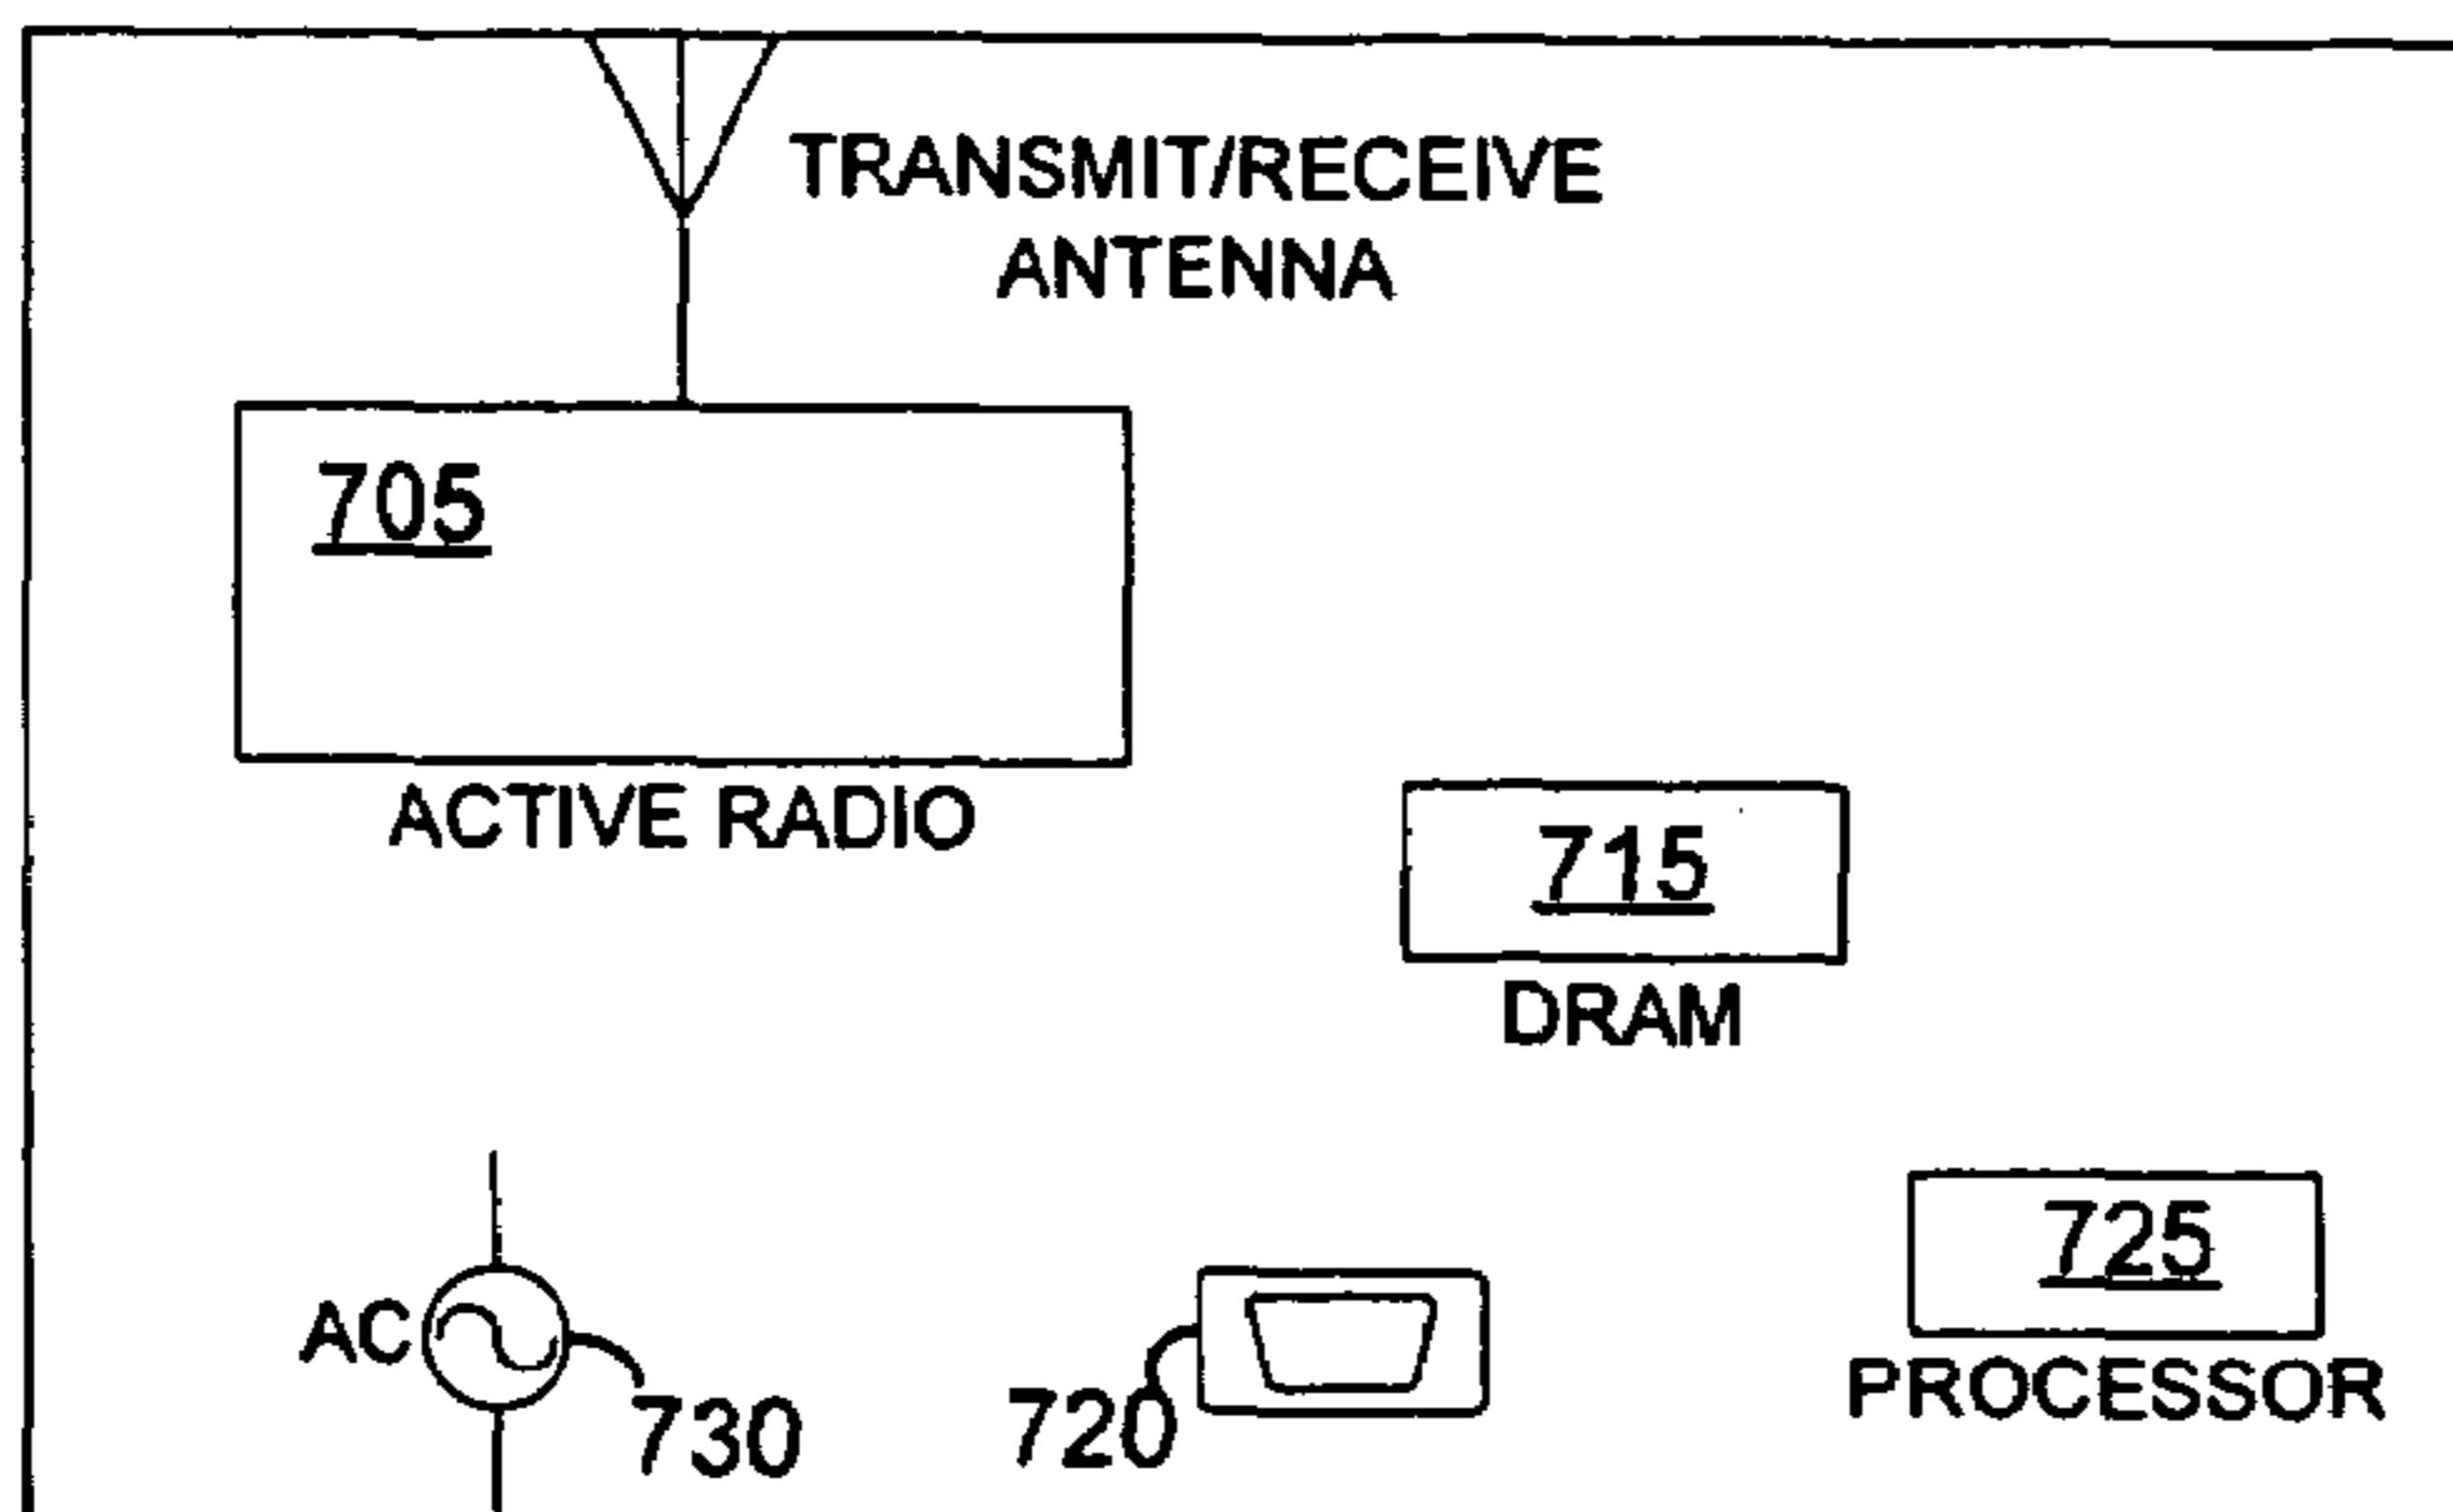 TRANSMIT/RECEIVE
ANTENNA
705
ACTIVE RADIO
715
DRAM
725
PROCESSOR
AC
730
720